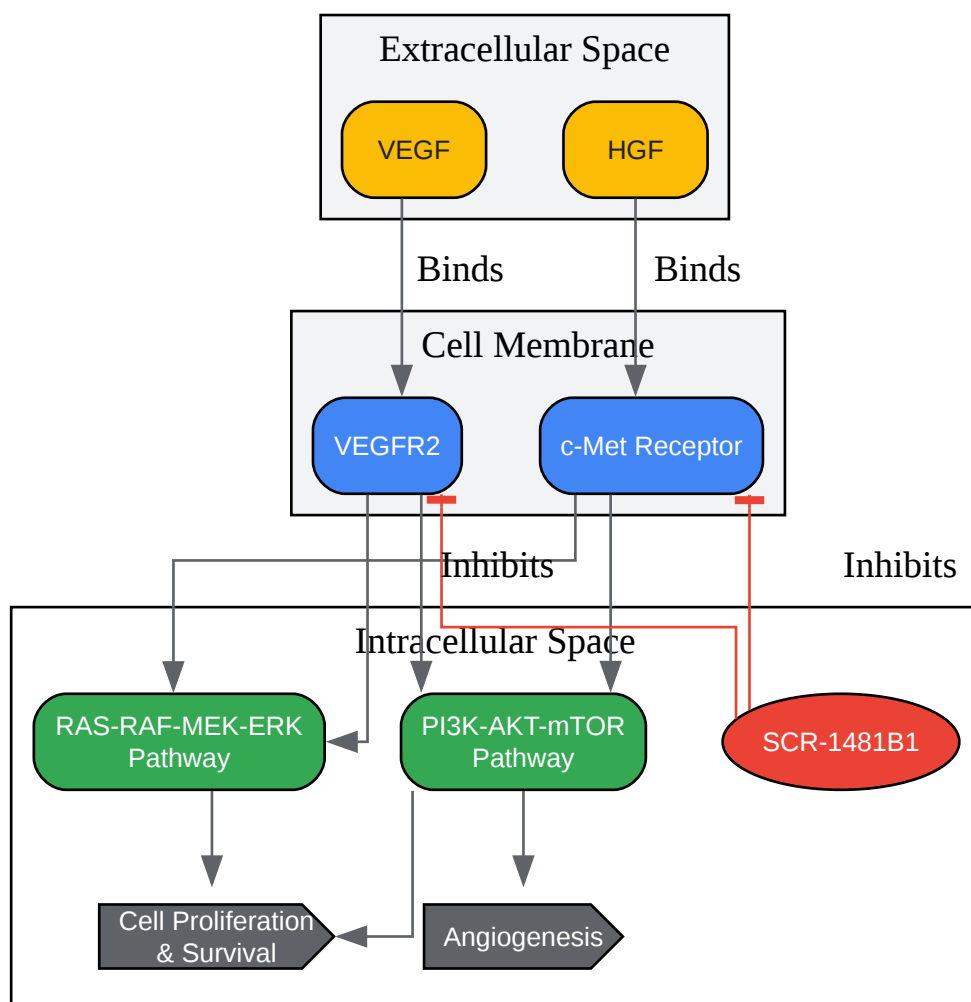 Extracellular Space
VEGF
HGF
Binds
Binds
Cell Membrane
VEGFR2
c-Met Receptor
Inhibits
Inhibits
Intracellular Space
RAS-RAF-MEK-ERK
Pathway
PI3K-AKT-mTOR
Pathway
SCR-1481B1
Cell Proliferation
& Survival
Angiogenesis